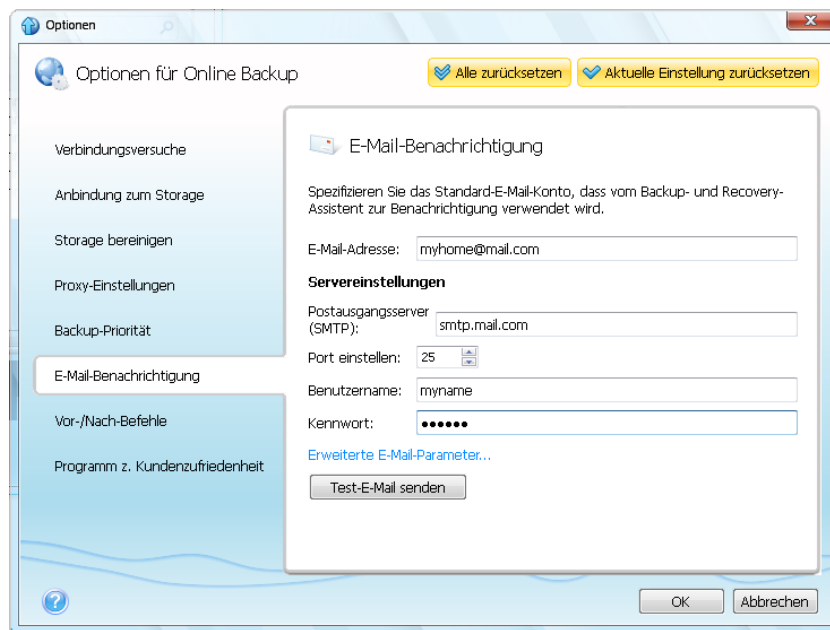 Optionen
x
Optionen für Online Backup
Alle zurücksetzen
Aktuelle Einstellung zurücksetzen
Verbindungsversuche
Anbindung zum Storage
Storage bereinigen
Proxy-Einstellungen
Backup-Priorität
E-Mail-Benachrichtigung
Vor-/Nach-Befehle
Programm z. Kundenzufriedenheit
E-Mail-Benachrichtigung
Spezifizieren Sie das Standard-E-Mail-Konto, dass vom Backup- und Recovery-
Assistent zur Benachrichtigung verwendet wird.
E-Mail-Adresse: myhome@mail.com
Servereinstellungen
Postausgangsserver
(SMTP): smtp.mail.com
Port einstellen: 25
Benutzername: myname
Kennwort: ••••••
Erweiterte E-Mail-Parameter...
Test-E-Mail senden
?
OK
Abbrechen